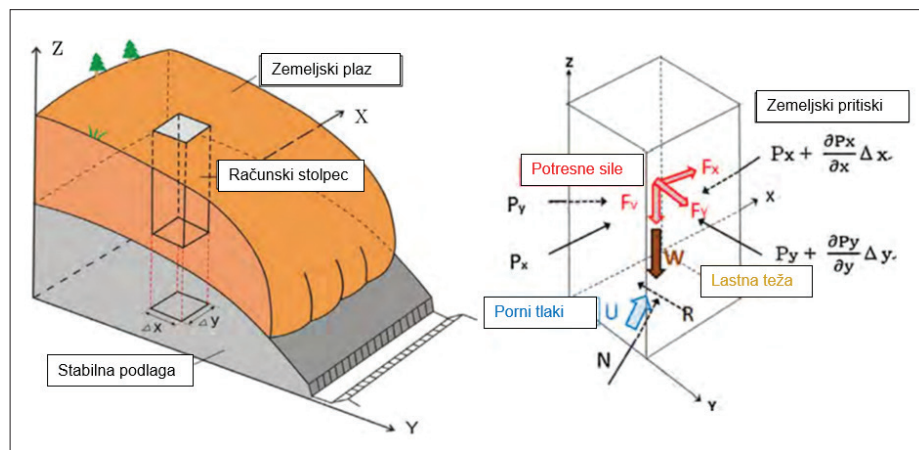 Z
Zemeljski plaz
X
Računski stolpec
Δx
Δy
Stabilna podlaga
Y
z
Zemeljski pritiski
Potresne sile
Px + ∂Px/∂x Δx
Fx
Py
Fv
Fy
X
Px
W
Py + ∂Py/∂y Δy
Lastna teža
Porni tlaki
U
R
N
Y